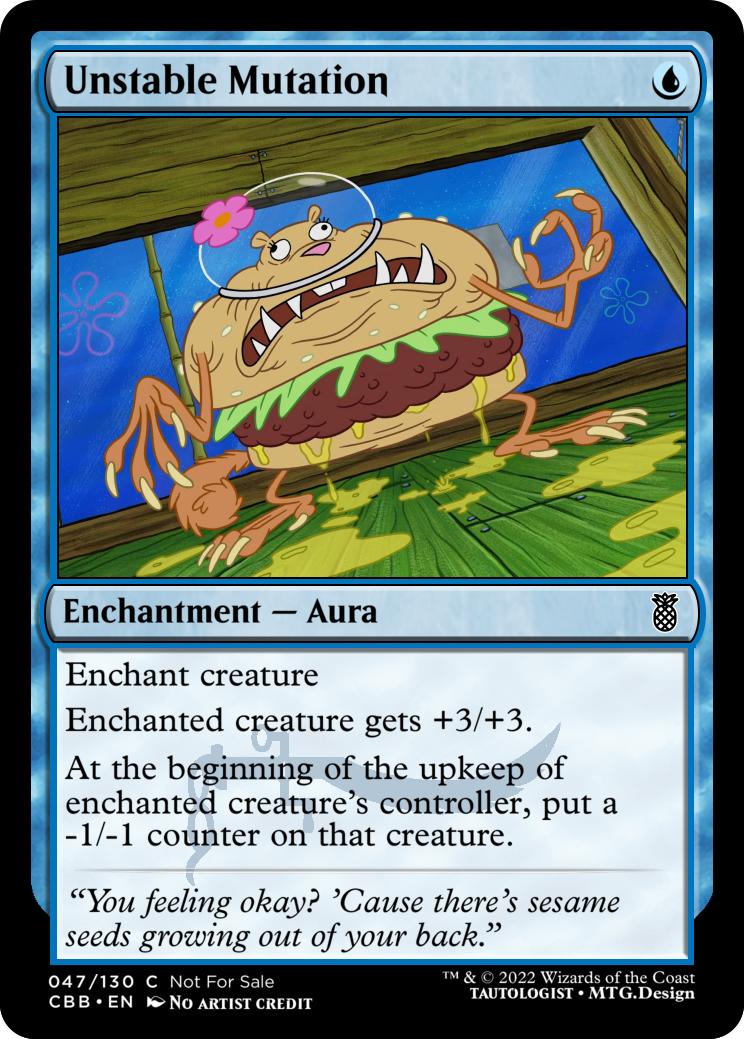 Unstable Mutation
Enchantment — Aura
Enchant creature
Enchanted creature gets +3/+3.
At the beginning of the upkeep of
enchanted creature's controller, put a
-1/-1 counter on that creature.
“You feeling okay? ’Cause there’s sesame
seeds growing out of your back.”
047/130 C Not For Sale
CBB • EN No artist credit
™ & © 2022 Wizards of the Coast
TAUTOLOGIST • MTG.Design